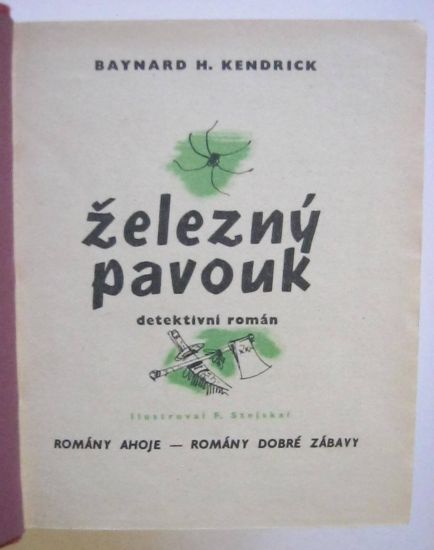 BAYNARD H. KENDRICK
železný
pavouk
detektivní román
Ilustroval F. Stejskal
ROMÁNY AHOJE — ROMÁNY DOBRÉ ZÁBAVY